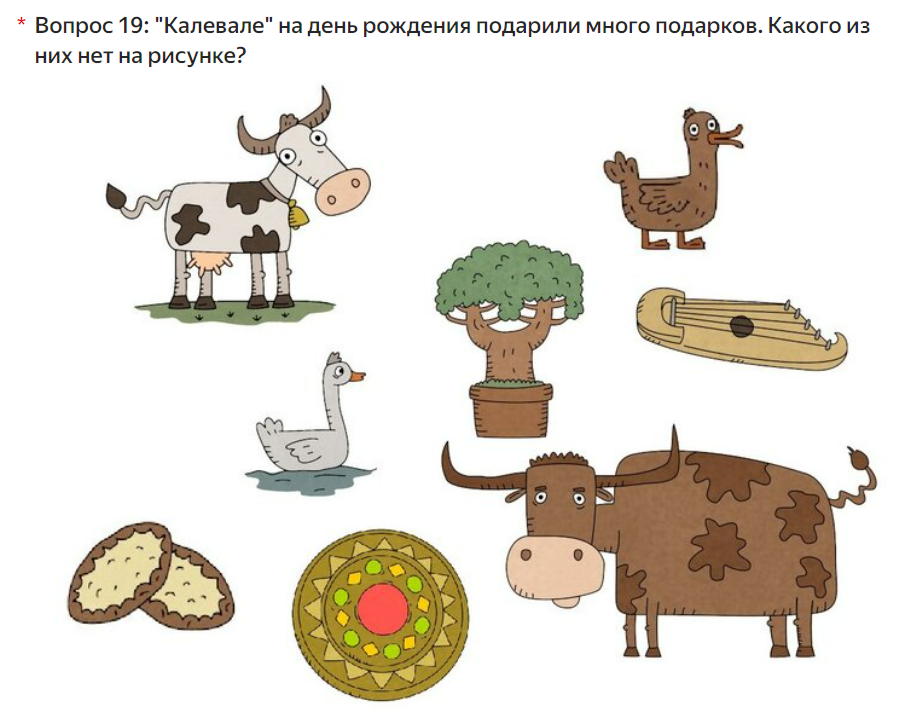 * Вопрос 19: "Калевале" на день рождения подарили много подарков. Какого из
них нет на рисунке?